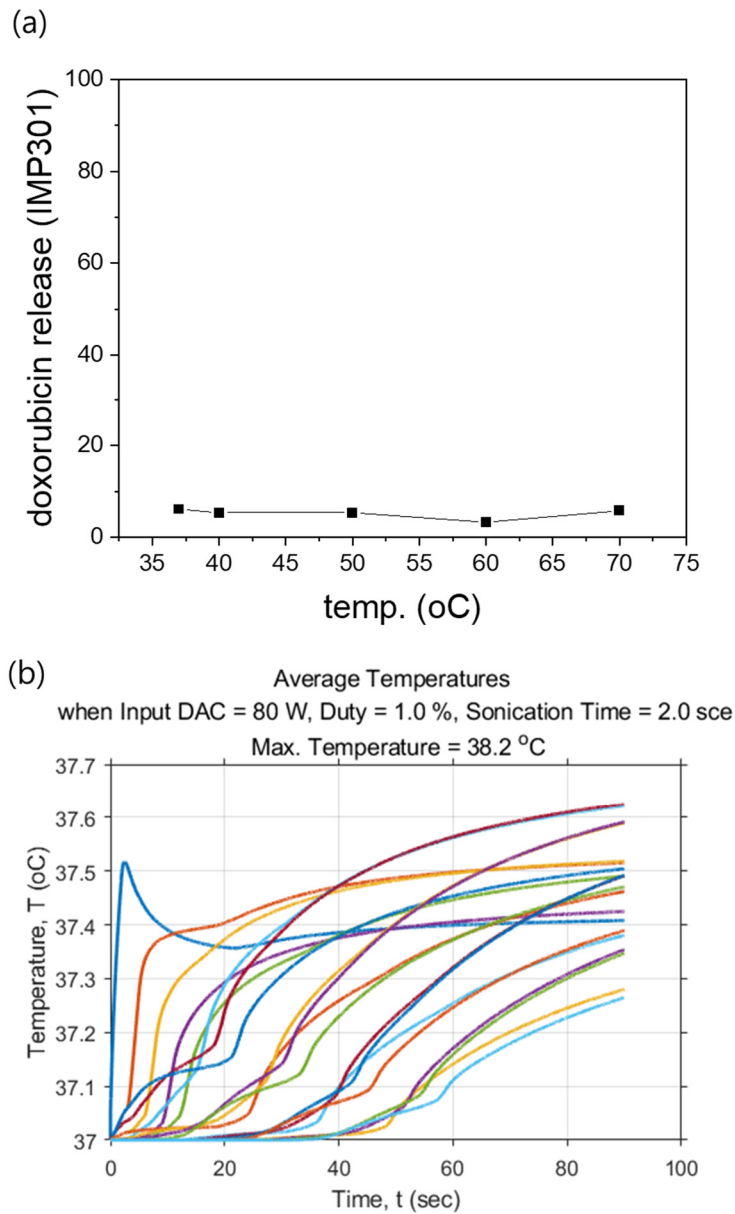 (a)
100
80
60
40
20
0
doxorubicin release (IMP301)
35 40 45 50 55 60 65 70 75
temp. (oC)
(b)
Average Temperatures
when Input DAC = 80 W, Duty = 1.0 %, Sonication Time = 2.0 sce
Max. Temperature = 38.2 °C
37.7
37.6
37.5
37.4
37.3
37.2
37.1
37
Temperature, T (oC)
0 20 40 60 80 100
Time, t (sec)